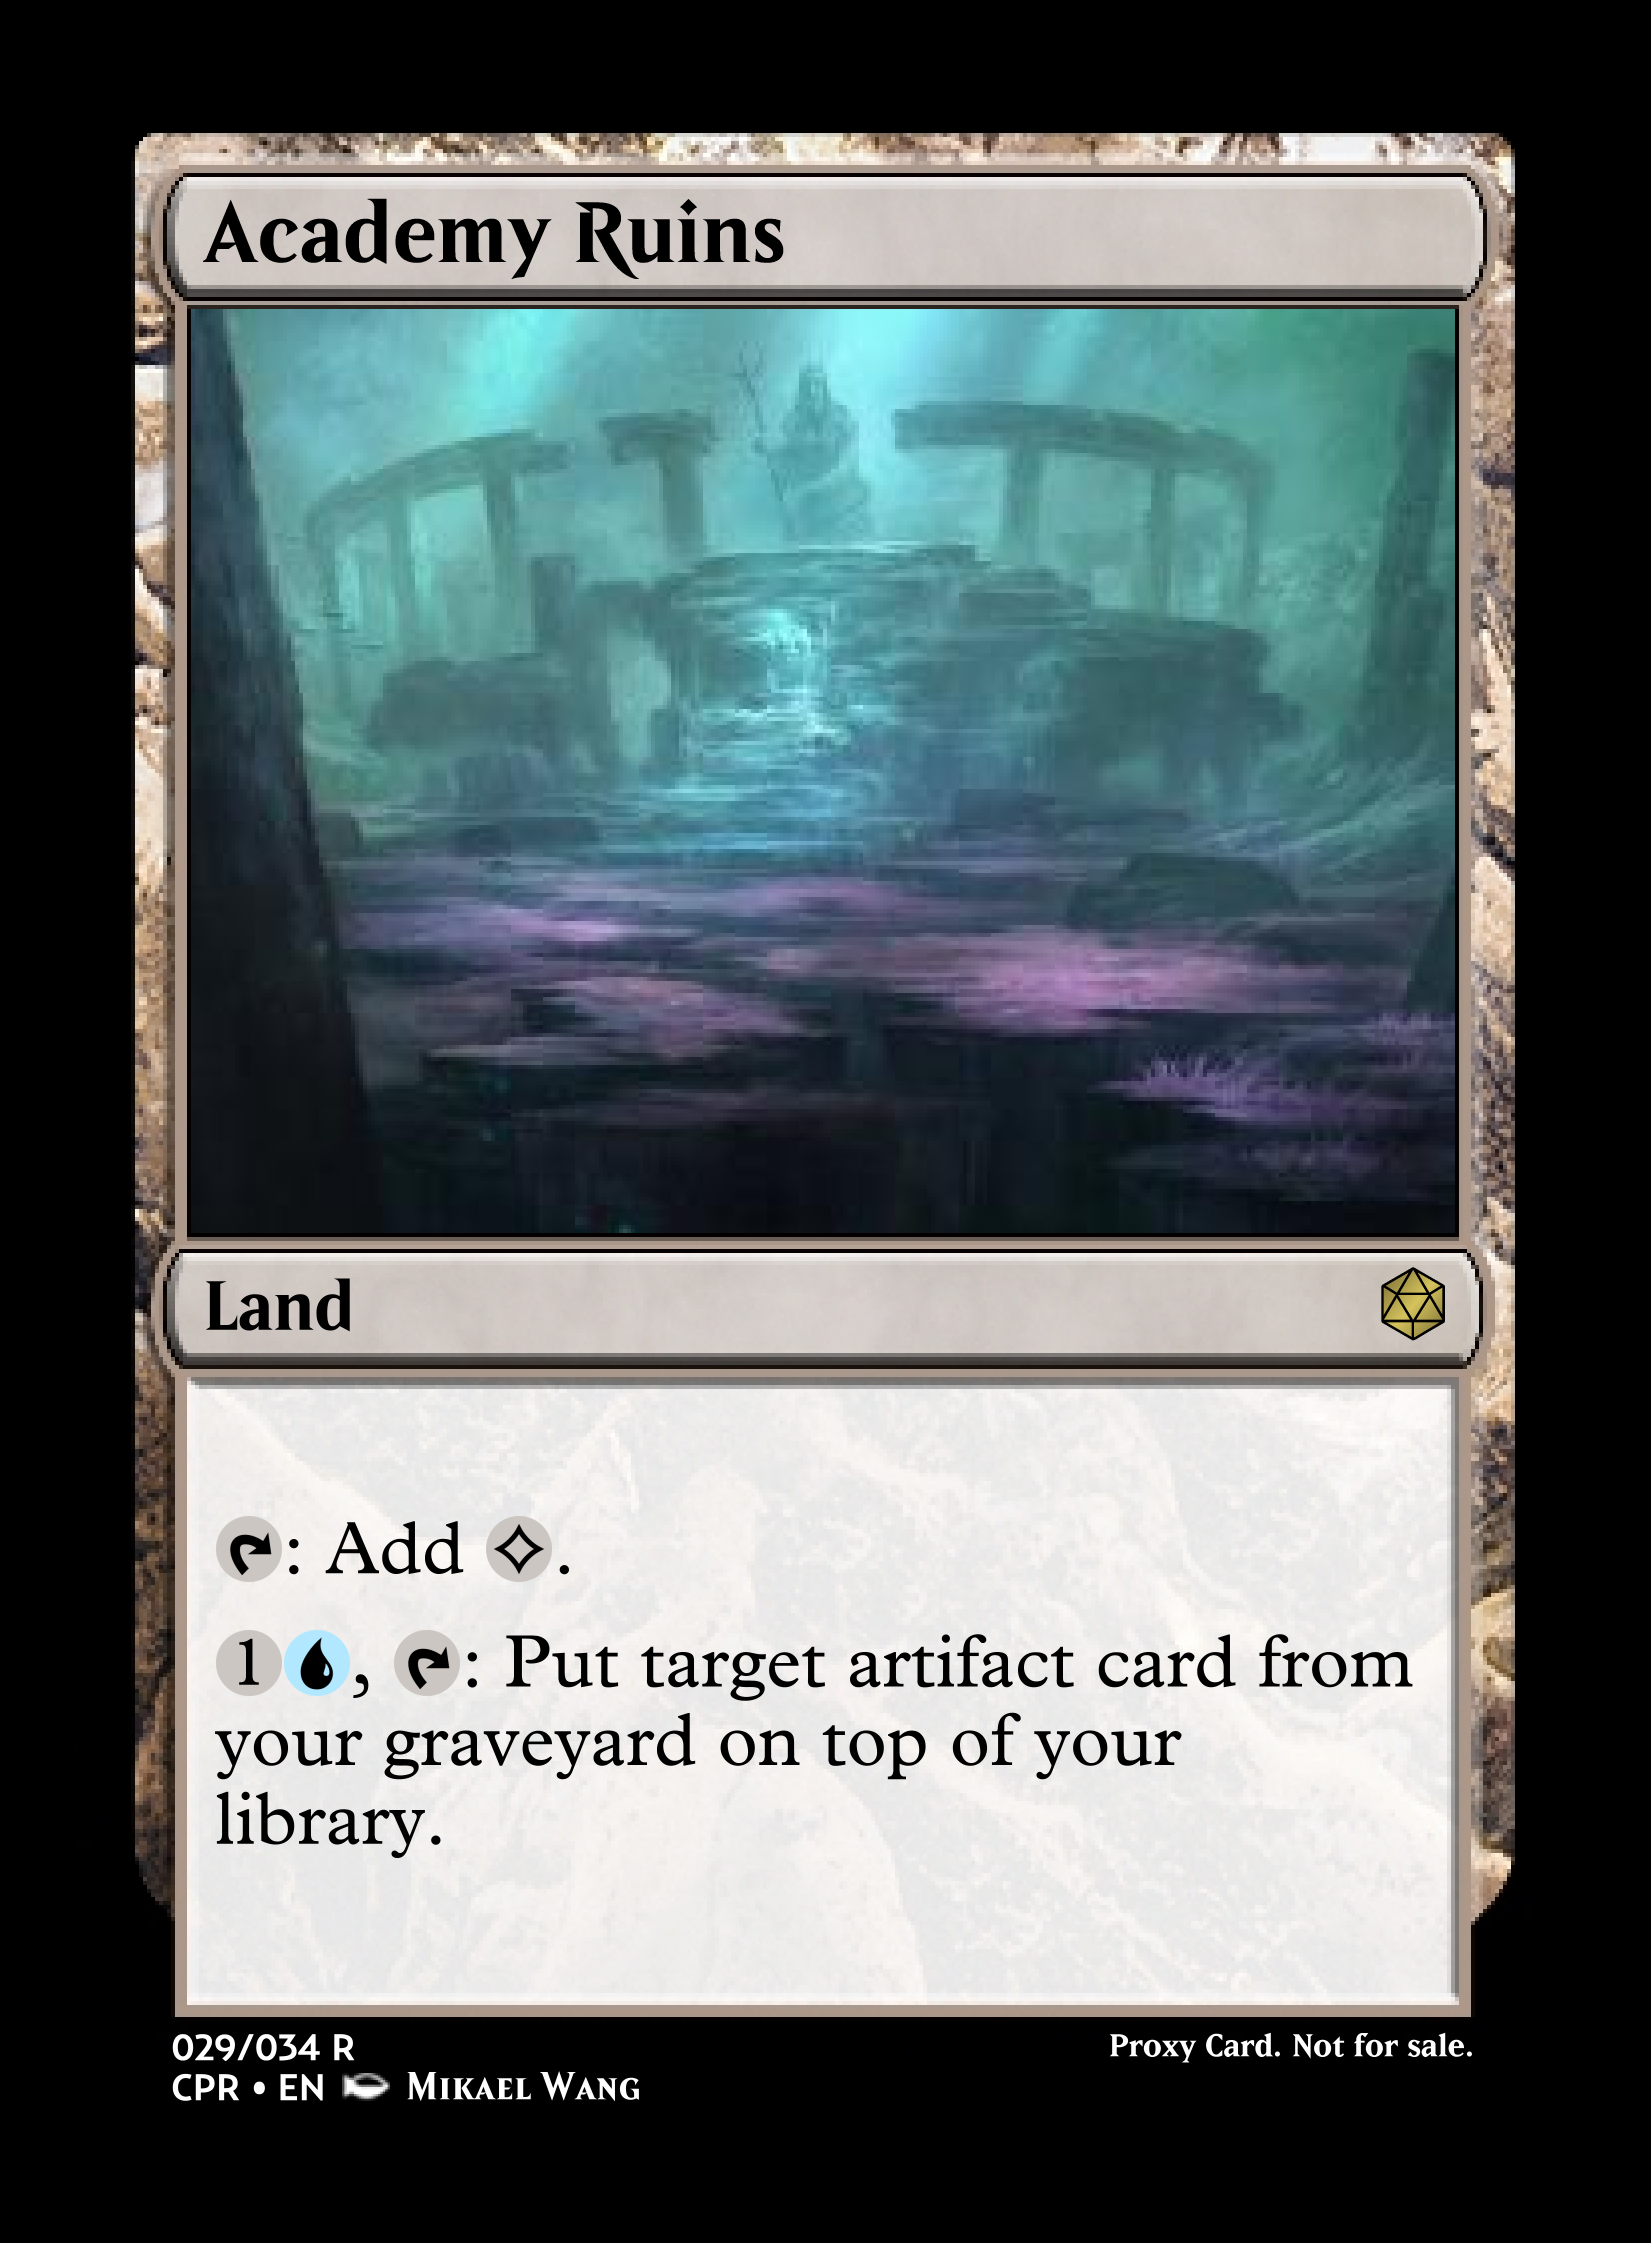 Academy Ruins
Land
: Add .
1, : Put target artifact card from
your graveyard on top of your
library.
029/034 R
Proxy Card. Not for sale.
CPR • EN Mikael Wang